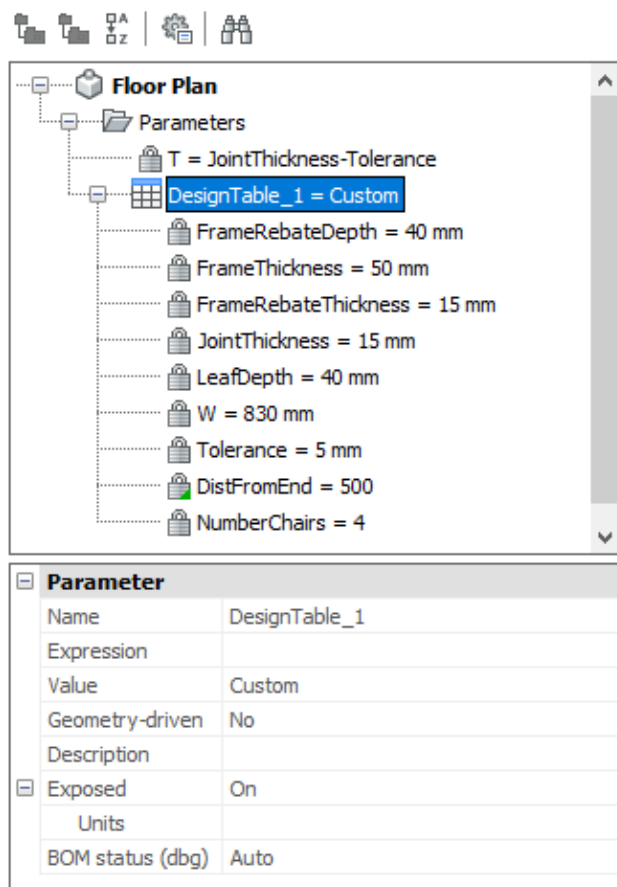 A
Z
Floor Plan
Parameters
T = JointThickness-Tolerance
DesignTable_1 = Custom
FrameRebateDepth = 40 mm
FrameThickness = 50 mm
FrameRebateThickness = 15 mm
JointThickness = 15 mm
LeafDepth = 40 mm
W = 830 mm
Tolerance = 5 mm
DistFromEnd = 500
NumberChairs = 4
Parameter
Name DesignTable_1
Expression
Value Custom
Geometry-driven No
Description
Exposed On
Units
BOM status (dbg) Auto